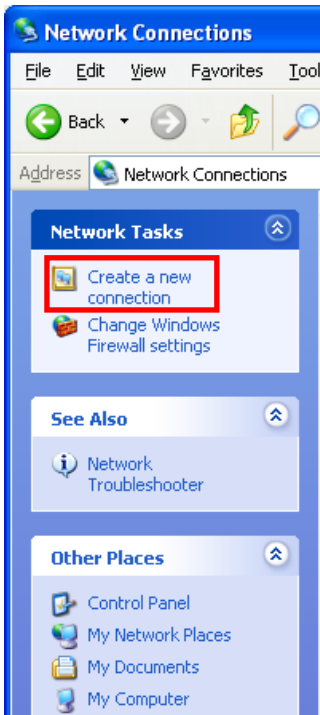 Network Connections
File Edit View Favorites Tool
Back
Address Network Connections
Network Tasks
Create a new
connection
Change Windows
Firewall settings
See Also
Network
Troubleshooter
Other Places
Control Panel
My Network Places
My Documents
My Computer